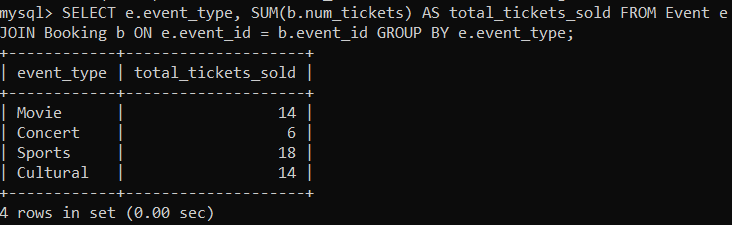 mysql> SELECT e.event_type, SUM(b.num_tickets) AS total_tickets_sold FROM Event e
JOIN Booking b ON e.event_id = b.event_id GROUP BY e.event_type;
+------------+--------------------+
| event_type | total_tickets_sold |
+------------+--------------------+
| Movie      |                 14 |
| Concert    |                  6 |
| Sports     |                 18 |
| Cultural   |                 14 |
+------------+--------------------+
4 rows in set (0.00 sec)